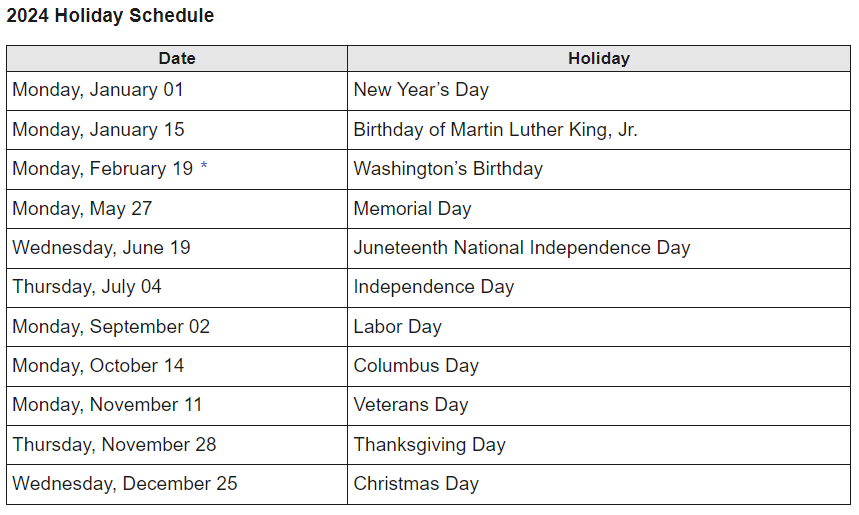 2024 Holiday Schedule
Date Holiday
Monday, January 01 New Year’s Day
Monday, January 15 Birthday of Martin Luther King, Jr.
Monday, February 19 * Washington’s Birthday
Monday, May 27 Memorial Day
Wednesday, June 19 Juneteenth National Independence Day
Thursday, July 04 Independence Day
Monday, September 02 Labor Day
Monday, October 14 Columbus Day
Monday, November 11 Veterans Day
Thursday, November 28 Thanksgiving Day
Wednesday, December 25 Christmas Day